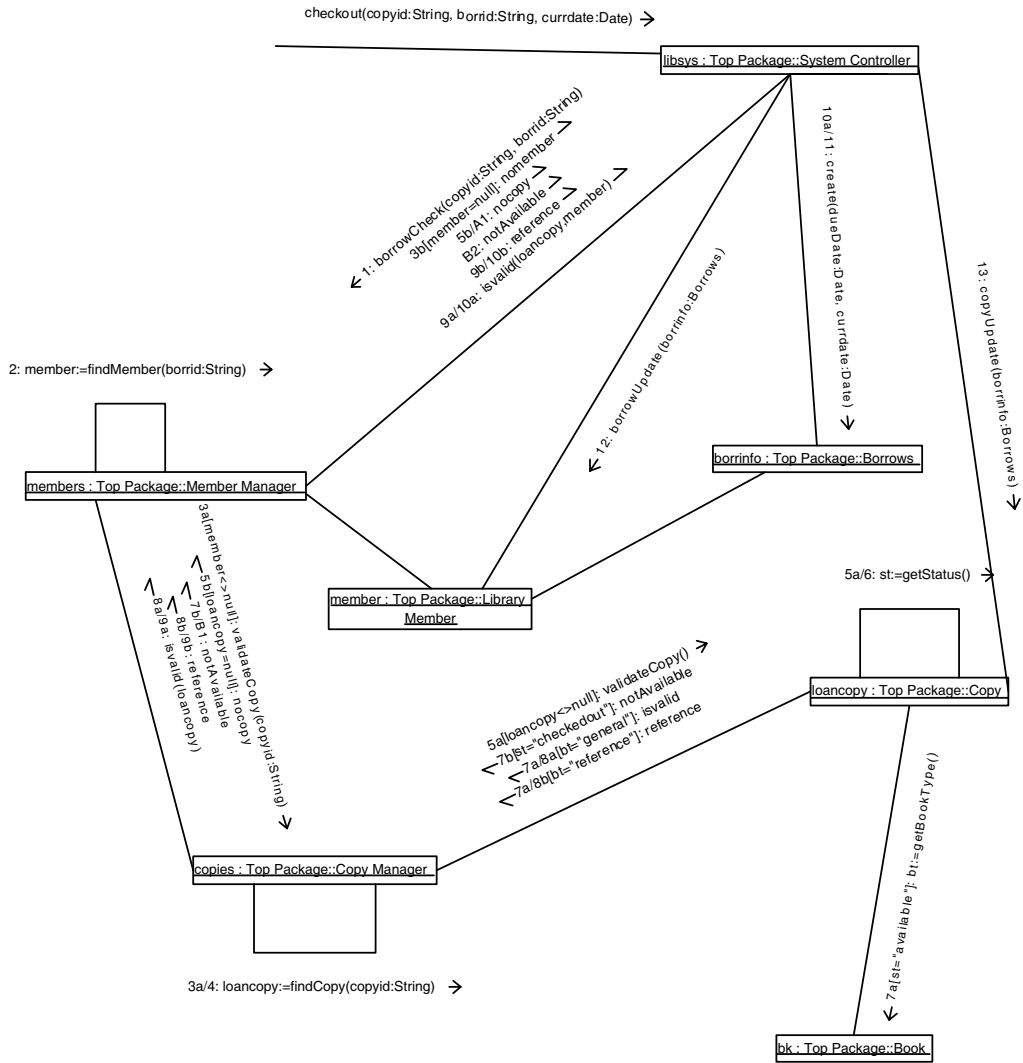 checkout(copyid:String, borrid:String, currdate:Date)
libsys : Top Package::System Controller
1: borrowCheck(copyid:String, borrid:String)
3b[member=null]: nomember
5b/A1: nocopy
B2: notAvailable
9b/10b: reference
9a/10a: isvalid(loancopy,member)
10a/11: create(dueDate:Date, currdate:Date)
12: borrowUpdate(borrinfo:Borrows)
13: copyUpdate(borrinfo:Borrows)
2: member:=findMember(borrid:String)
members : Top Package::Member Manager
borrinfo : Top Package::Borrows
3a[member<>null]: validateCopy(copyid:String)
5b[loancopy=null]: nocopy
7b/B1: notAvailable
8b/9b: reference
8a/9a: isvalid(loancopy)
member : Top Package::Library
Member
5a/6: st:=getStatus()
loancopy : Top Package::Copy
5a[loancopy<>null]: validateCopy()
7b[st="checkedout"]: notAvailable
7a/8a[bt="general"]: isvalid
7a/8b[bt="reference"]: reference
7a[st="available"]: bt:=getBookType()
copies : Top Package::Copy Manager
3a/4: loancopy:=findCopy(copyid:String)
bk : Top Package::Book